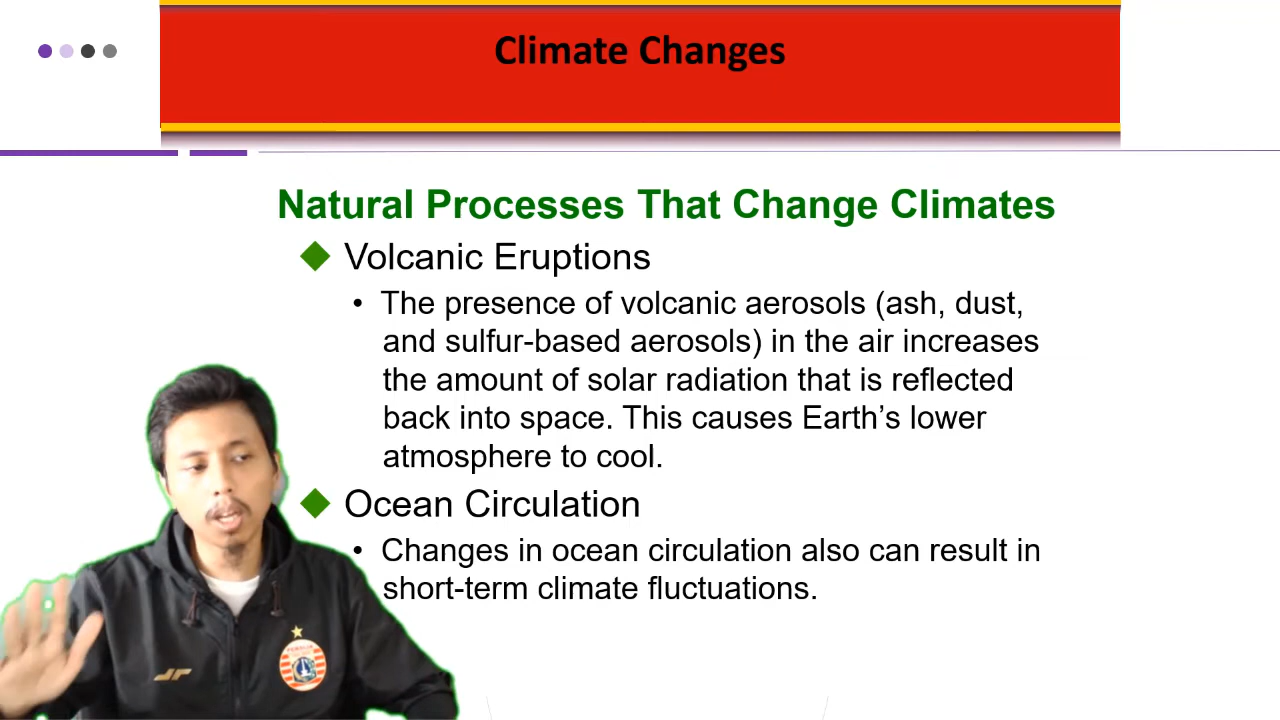 Climate Changes
Natural Processes That Change Climates
Volcanic Eruptions
• The presence of volcanic aerosols (ash, dust,
and sulfur-based aerosols) in the air increases
the amount of solar radiation that is reflected
back into space. This causes Earth’s lower
atmosphere to cool.
Ocean Circulation
• Changes in ocean circulation also can result in
short-term climate fluctuations.